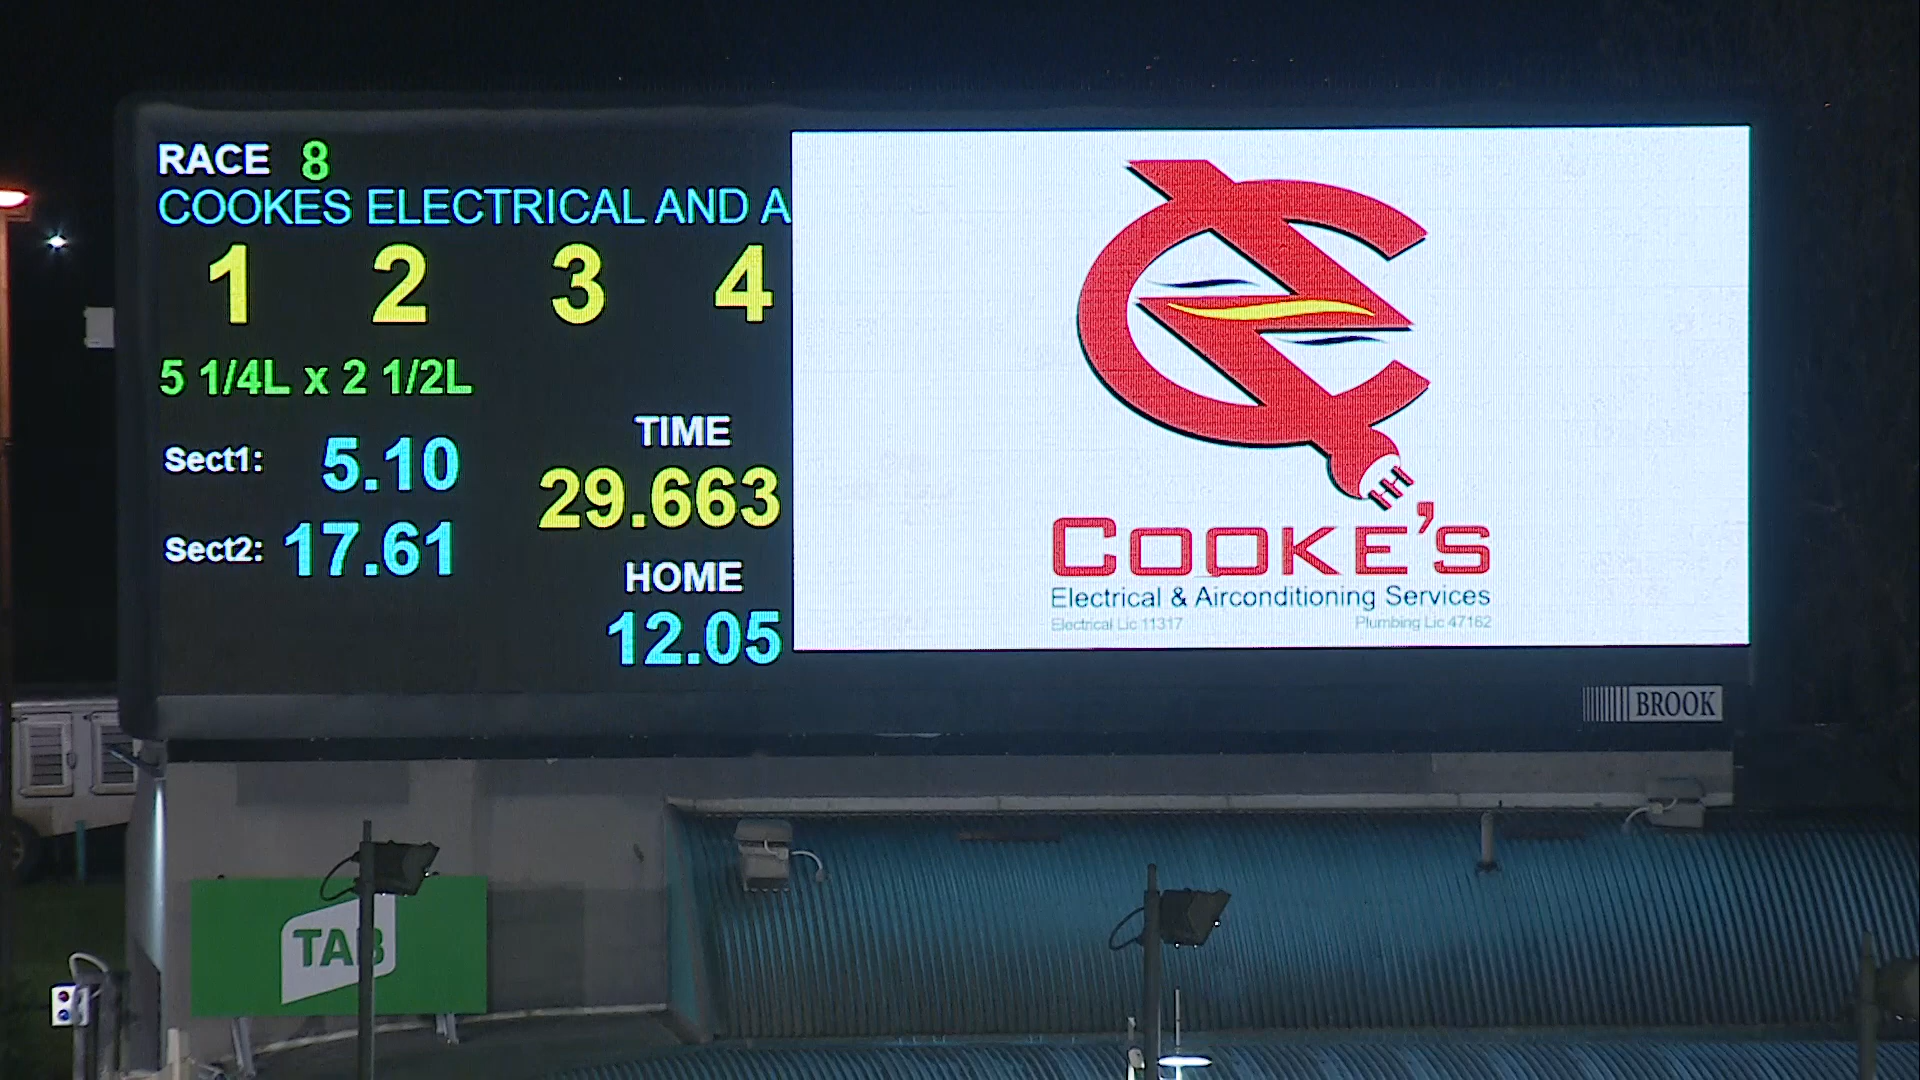 RACE 8
COOKES ELECTRICAL AND A
1 2 3 4
5 1/4L x 2 1/2L
Sect1: 5.10
Sect2: 17.61
TIME
29.663
HOME
12.05
COOKE'S
Electrical & Airconditioning Services
Electrical Lic 11317 Plumbing Lic 47162
BROOK
TAB